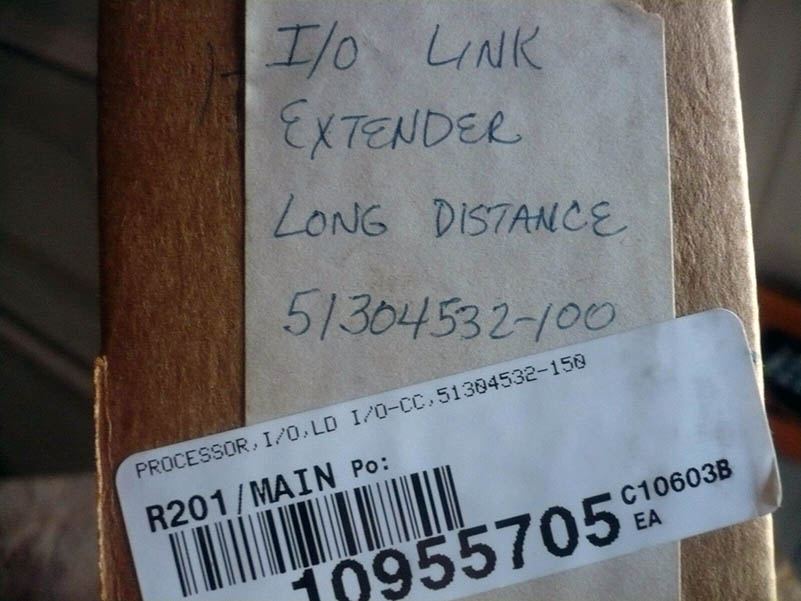 I/O LINK
EXTENDER
LONG DISTANCE
51304532-100
PROCESSOR,I/O,LD I/O-CC,51304532-150
R201/MAIN Po:
10955705 C10603B
EA